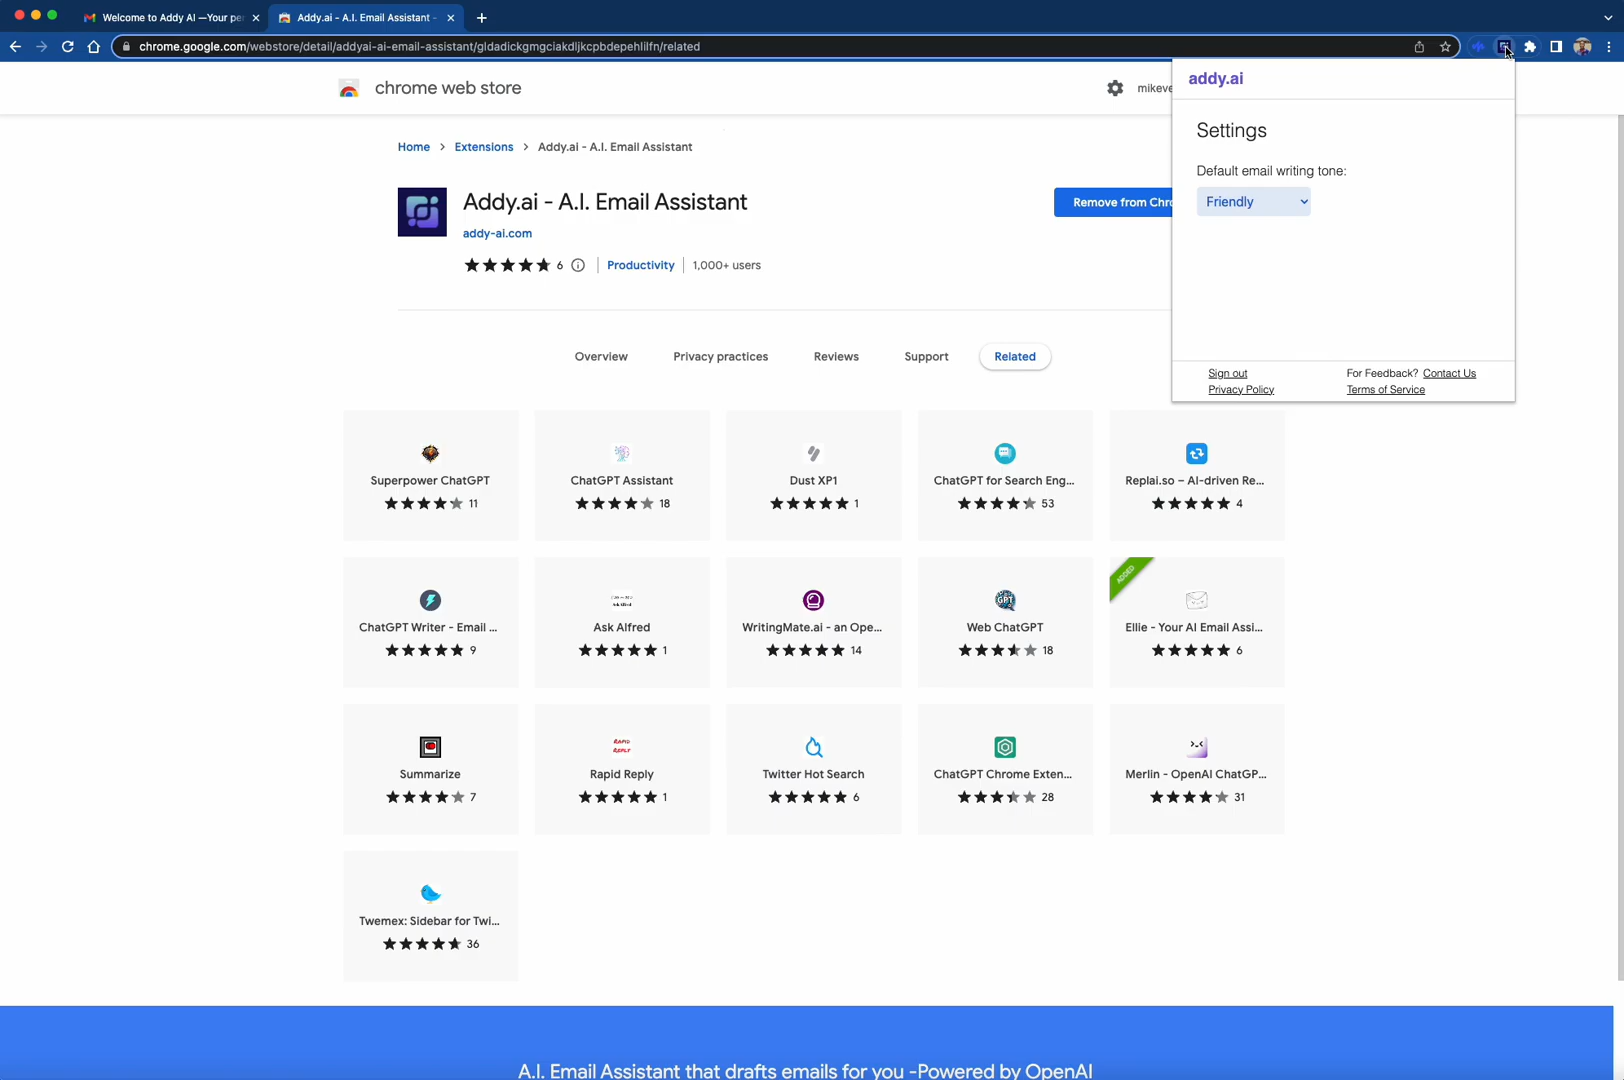 Welcome to Addy AI —Your pe
Addy.ai - A.I. Email Assistant -
chrome.google.com/webstore/detail/addyai-ai-email-assistant/gldadickgmgciakdljkcpbdepehlilfn/related
chrome web store
mikeve
addy.ai
Settings
Default email writing tone:
Friendly
Sign out
For Feedback? Contact Us
Privacy Policy
Terms of Service
Home > Extensions > Addy.ai - A.I. Email Assistant
Addy.ai - A.I. Email Assistant
Remove from Chro
addy-ai.com
6
Productivity
1,000+ users
Overview
Privacy practices
Reviews
Support
Related
Superpower ChatGPT
11
ChatGPT Assistant
18
Dust XP1
1
ChatGPT for Search Eng...
53
Replai.so – AI-driven Re...
4
ChatGPT Writer - Email ...
9
Ask Alfred
Ask Alfred
1
WritingMate.ai - an Ope...
14
GPT
Web ChatGPT
18
ADDED
Ellie - Your AI Email Assi...
6
Summarize
7
RAPID
REPLY
Rapid Reply
1
Twitter Hot Search
6
ChatGPT Chrome Exten...
28
Merlin - OpenAI ChatGP...
31
Twemex: Sidebar for Twi...
36
A.I. Email Assistant that drafts emails for you -Powered by OpenAI